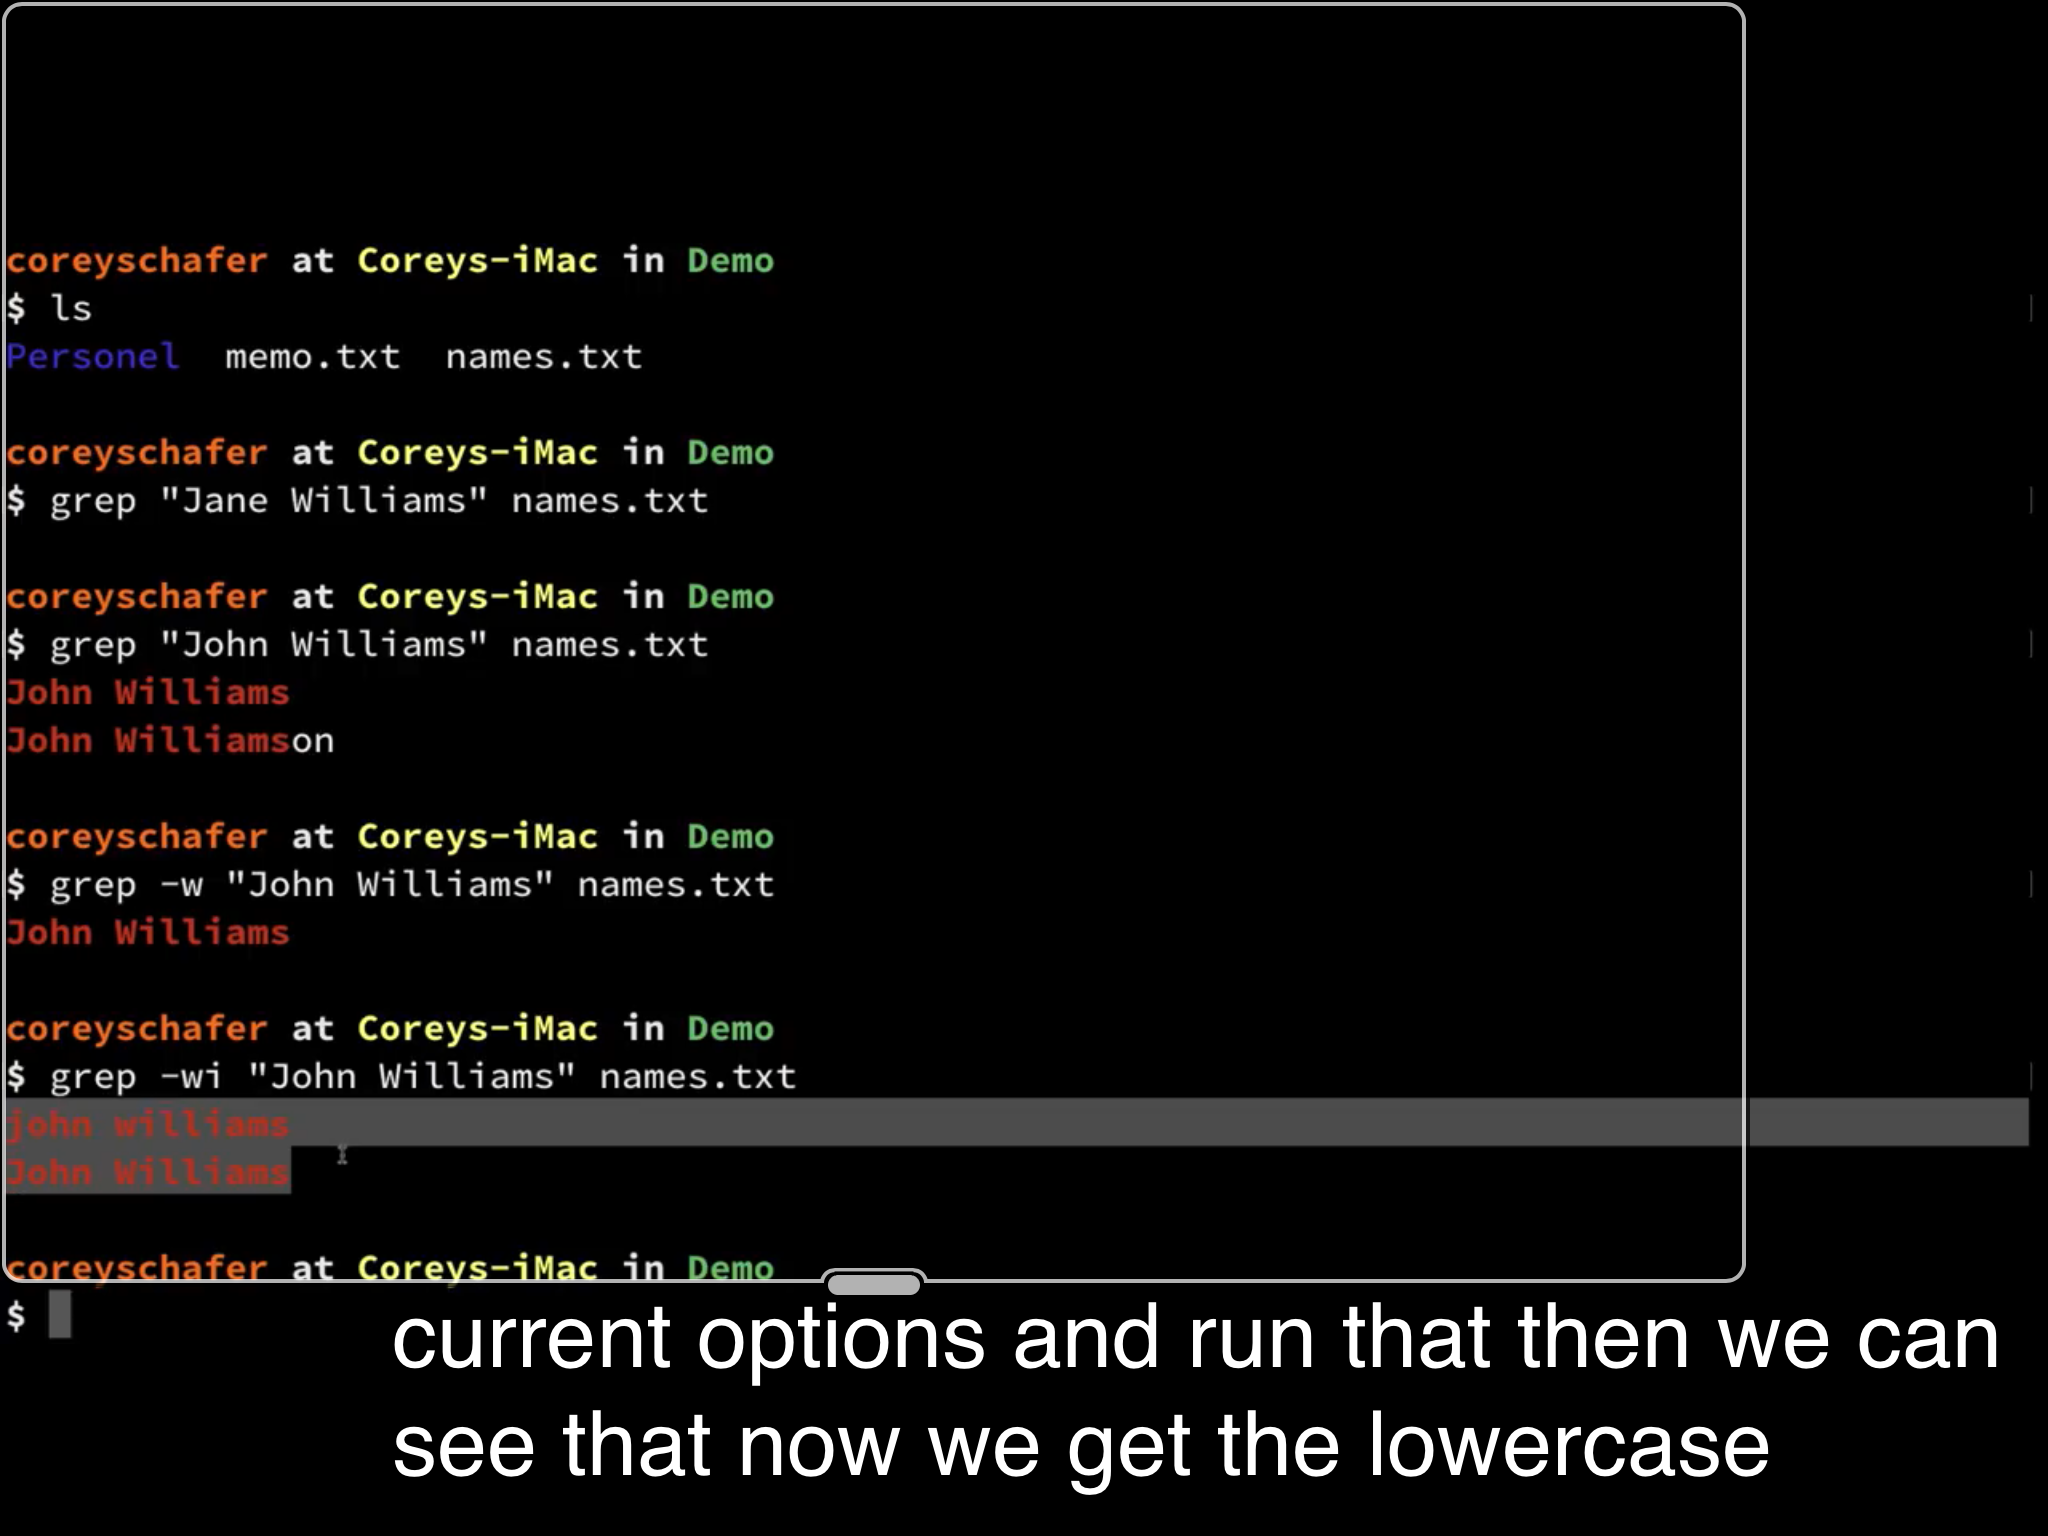 coreyschafer at Coreys-iMac in Demo
$ ls
Personel  memo.txt  names.txt
coreyschafer at Coreys-iMac in Demo
$ grep "Jane Williams" names.txt
coreyschafer at Coreys-iMac in Demo
$ grep "John Williams" names.txt
John Williams
John Williamson
coreyschafer at Coreys-iMac in Demo
$ grep -w "John Williams" names.txt
John Williams
coreyschafer at Coreys-iMac in Demo
$ grep -wi "John Williams" names.txt
john williams
John Williams
coreyschafer at Coreys-iMac in Demo
$
current options and run that then we can
see that now we get the lowercase